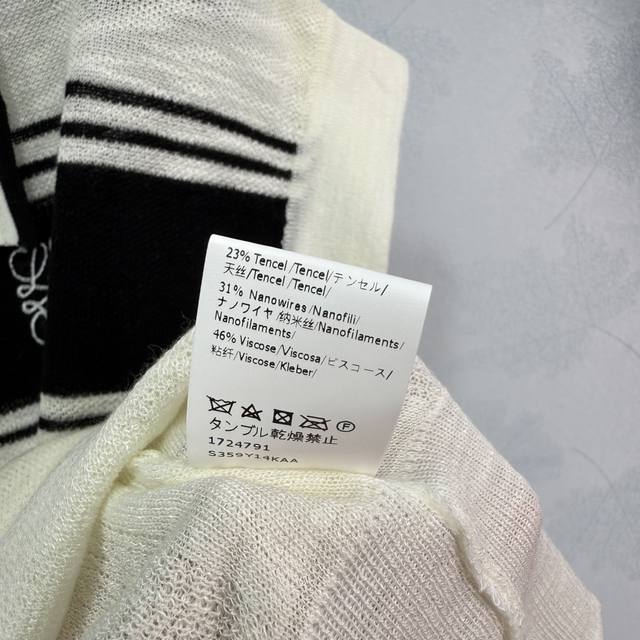 23% Tencel/Tencel/テンセル/
天丝/Tencel/Tencel/
31% Nanowires/Nanofili/
ナノワイヤ/纳米丝/Nanofilaments/
Nanofilaments/
46% Viscose/Viscosa/ビスコース/
粘纤/Viscose/Kleber/
F
タンブル乾燥禁止
1724791
S359Y14KAA